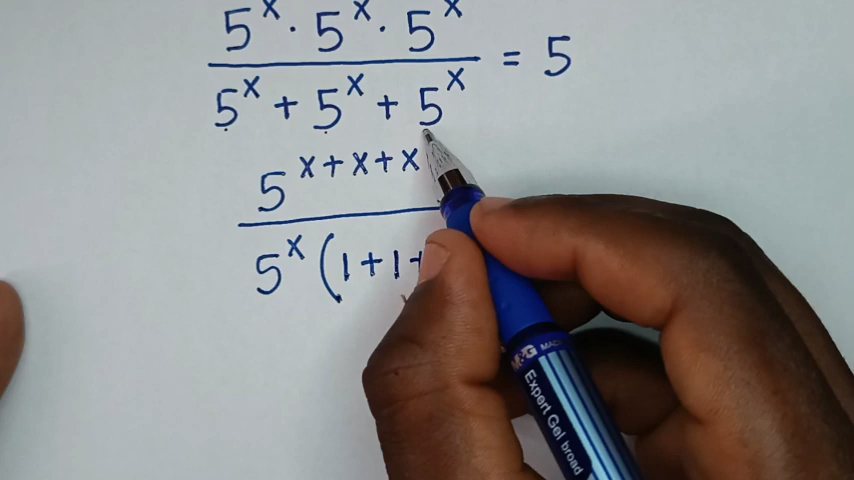 5^x · 5^x · 5^x
5^x + 5^x + 5^x = 5
5^x+x+x
5^x (1+1+
M&G
Expert Gel broad